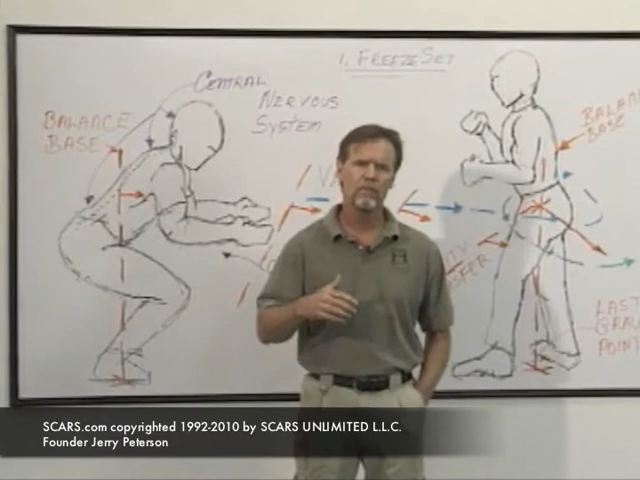 1. FREEZE SET
CENTRAL
NERVOUS
SYSTEM
BALANCE
BASE
BALAN
BASE
LAST
GRAV
POINT
SCARS.com copyrighted 1992-2010 by SCARS UNLIMITED L.L.C.
Founder Jerry Peterson